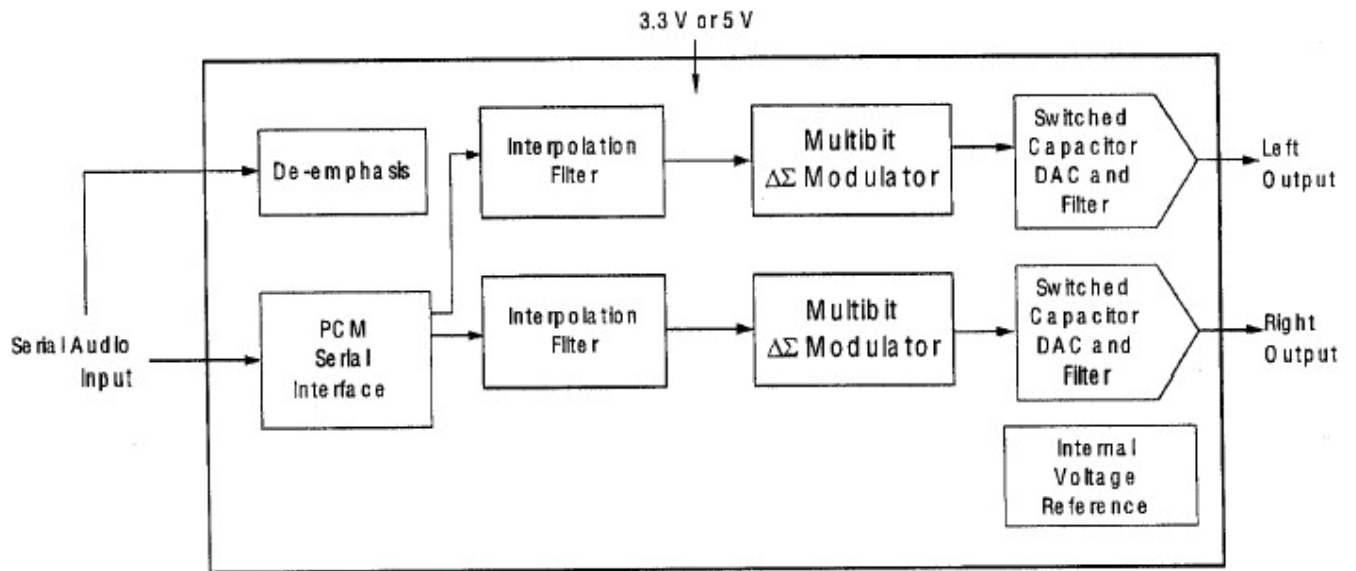 3.3 V or 5 V
De-emphasis
Interpolation
Filter
Multibit
ΔΣ Modulator
Switched
Capacitor
DAC and
Filter
Left
Output
Serial Audio
Input
PCM
Serial
Interface
Interpolation
Filter
Multibit
ΔΣ Modulator
Switched
Capacitor
DAC and
Filter
Right
Output
Internal
Voltage
Reference